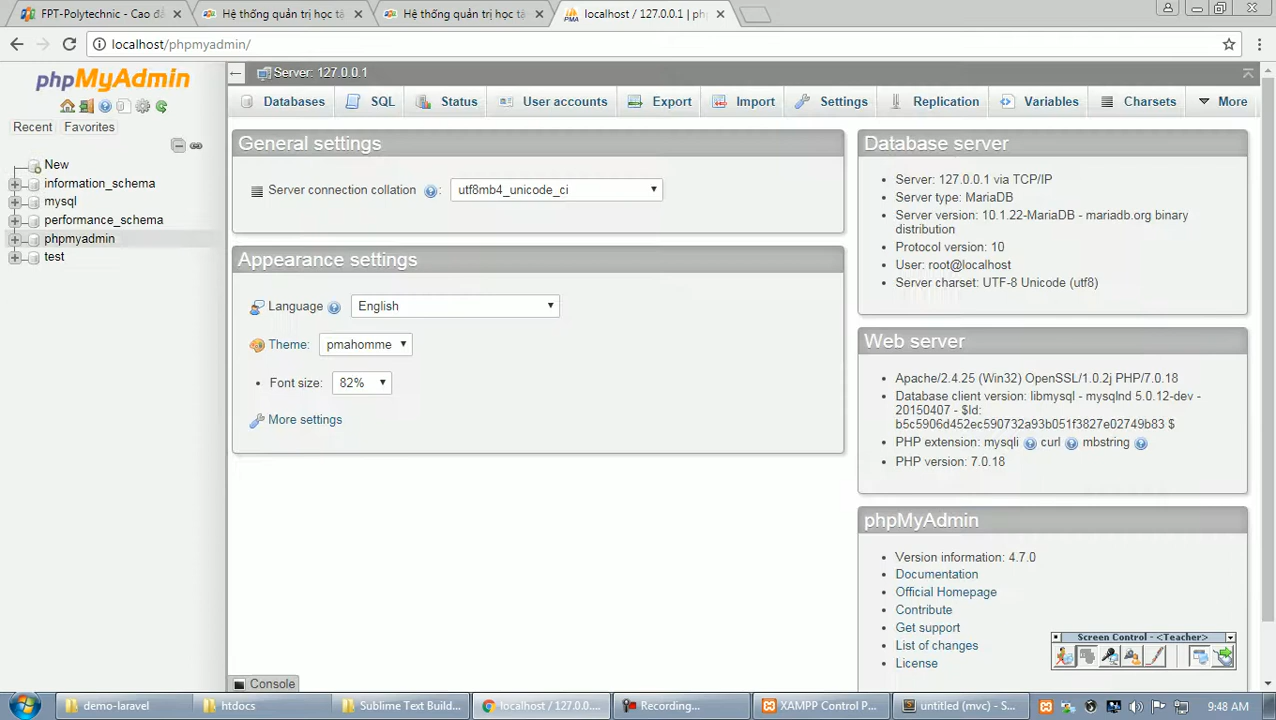 FPT-Polytechnic - Cao đẳ
Hệ thống quản trị học tậ
Hệ thống quản trị học tậ
localhost / 127.0.0.1 | ph
localhost/phpmyadmin/
phpMyAdmin
Recent
Favorites
New
information_schema
mysql
performance_schema
phpmyadmin
test
Server: 127.0.0.1
Databases
SQL
Status
User accounts
Export
Import
Settings
Replication
Variables
Charsets
More
General settings
Server connection collation
:
utf8mb4_unicode_ci
Appearance settings
Language
English
Theme:
pmahomme
Font size:
82%
More settings
Database server
Server: 127.0.0.1 via TCP/IP
Server type: MariaDB
Server version: 10.1.22-MariaDB - mariadb.org binary
distribution
Protocol version: 10
User: root@localhost
Server charset: UTF-8 Unicode (utf8)
Web server
Apache/2.4.25 (Win32) OpenSSL/1.0.2j PHP/7.0.18
Database client version: libmysql - mysqlnd 5.0.12-dev -
20150407 - $Id:
b5c5906d452ec590732a93b051f3827e02749b83 $
PHP extension: mysqli curl mbstring
PHP version: 7.0.18
phpMyAdmin
Version information: 4.7.0
Documentation
Official Homepage
Contribute
Get support
List of changes
License
Screen Control - <Teacher>
Console
demo-laravel
htdocs
Sublime Text Build...
localhost / 127.0.0....
Recording...
XAMPP Control P...
untitled (mvc) - S...
9:48 AM